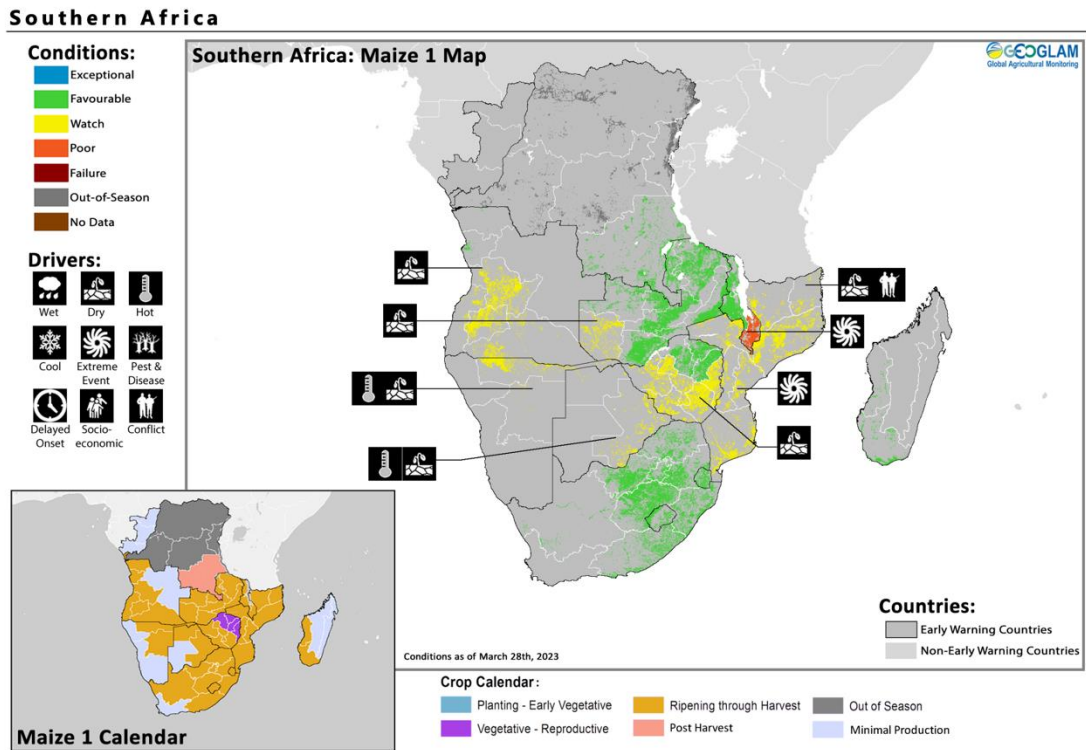 Southern Africa
Conditions:
Exceptional
Favourable
Watch
Poor
Failure
Out-of-Season
No Data
Drivers:
Wet
Dry
Hot
Cool
Extreme
Event
Pest &
Disease
Delayed
Onset
Socio-
economic
Conflict
Southern Africa: Maize 1 Map
GEOGLAM
Global Agricultural Monitoring
Countries:
Early Warning Countries
Non-Early Warning Countries
Conditions as of March 28th, 2023
Maize 1 Calendar
Crop Calendar:
Planting - Early Vegetative
Vegetative - Reproductive
Ripening through Harvest
Post Harvest
Out of Season
Minimal Production